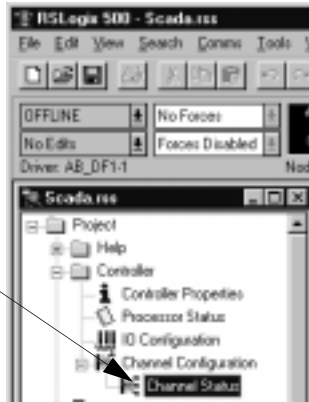 RSLogix 500 - Scada.rss
File Edit View Search Comms Tools
OFFLINE No Forces
No Edits Forces Disabled
Driver: AB_DF1-1 Nod
Scada.rss
Project
Help
Controller
Controller Properties
Processor Status
IO Configuration
Channel Configuration
Channel Status